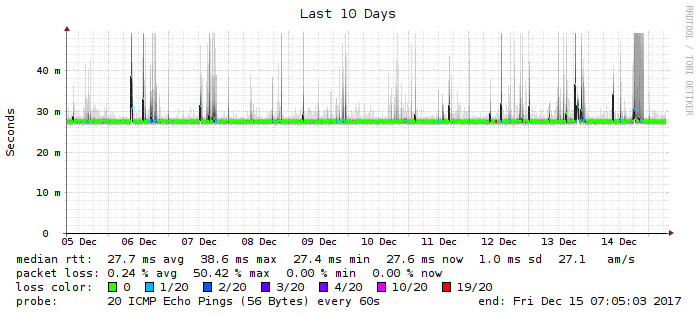 Last 10 Days
RRDTOOL / TOBI OETIKER
Seconds
40 m
30 m
20 m
10 m
0
05 Dec 06 Dec 07 Dec 08 Dec 09 Dec 10 Dec 11 Dec 12 Dec 13 Dec 14 Dec
median rtt: 27.7 ms avg 38.6 ms max 27.4 ms min 27.6 ms now 1.0 ms sd 27.1 am/s
packet loss: 0.24 % avg 50.42 % max 0.00 % min 0.00 % now
loss color: 0 1/20 2/20 3/20 4/20 10/20 19/20
probe: 20 ICMP Echo Pings (56 Bytes) every 60s end: Fri Dec 15 07:05:03 2017